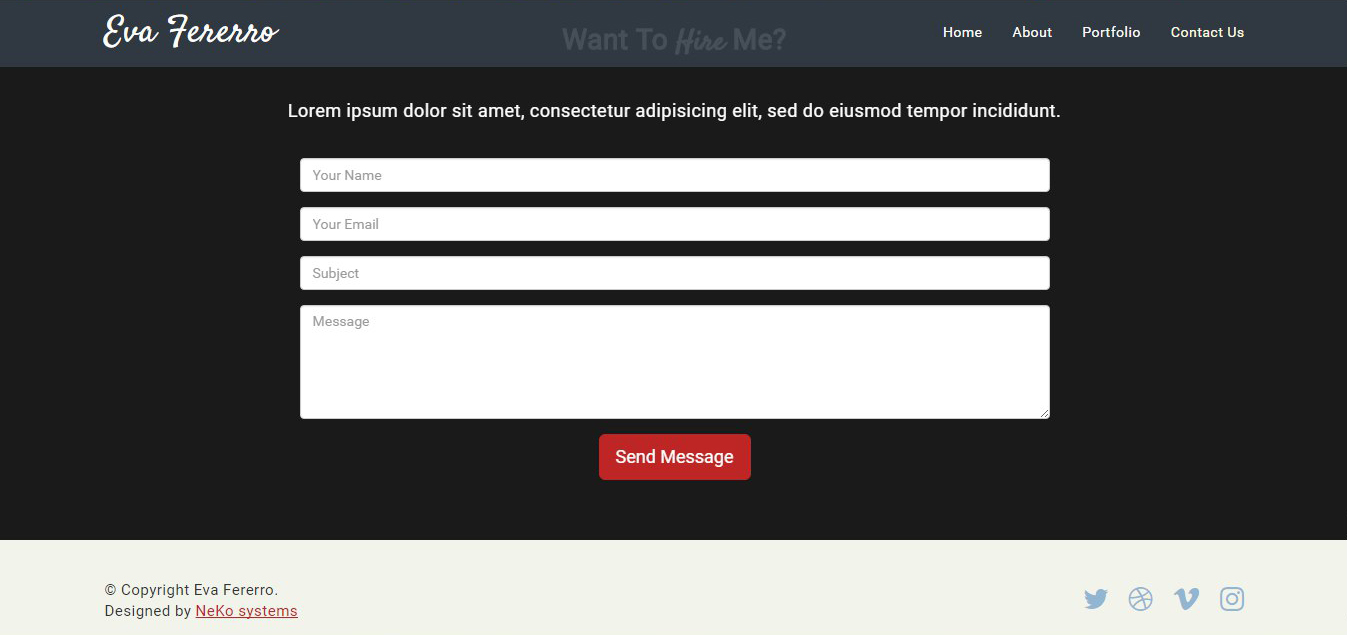 Eva Fererro
Want To Hire Me?
Home About Portfolio Contact Us
Lorem ipsum dolor sit amet, consectetur adipisicing elit, sed do eiusmod tempor incididunt.
Your Name
Your Email
Subject
Message
Send Message
© Copyright Eva Fererro.
Designed by NeKo systems